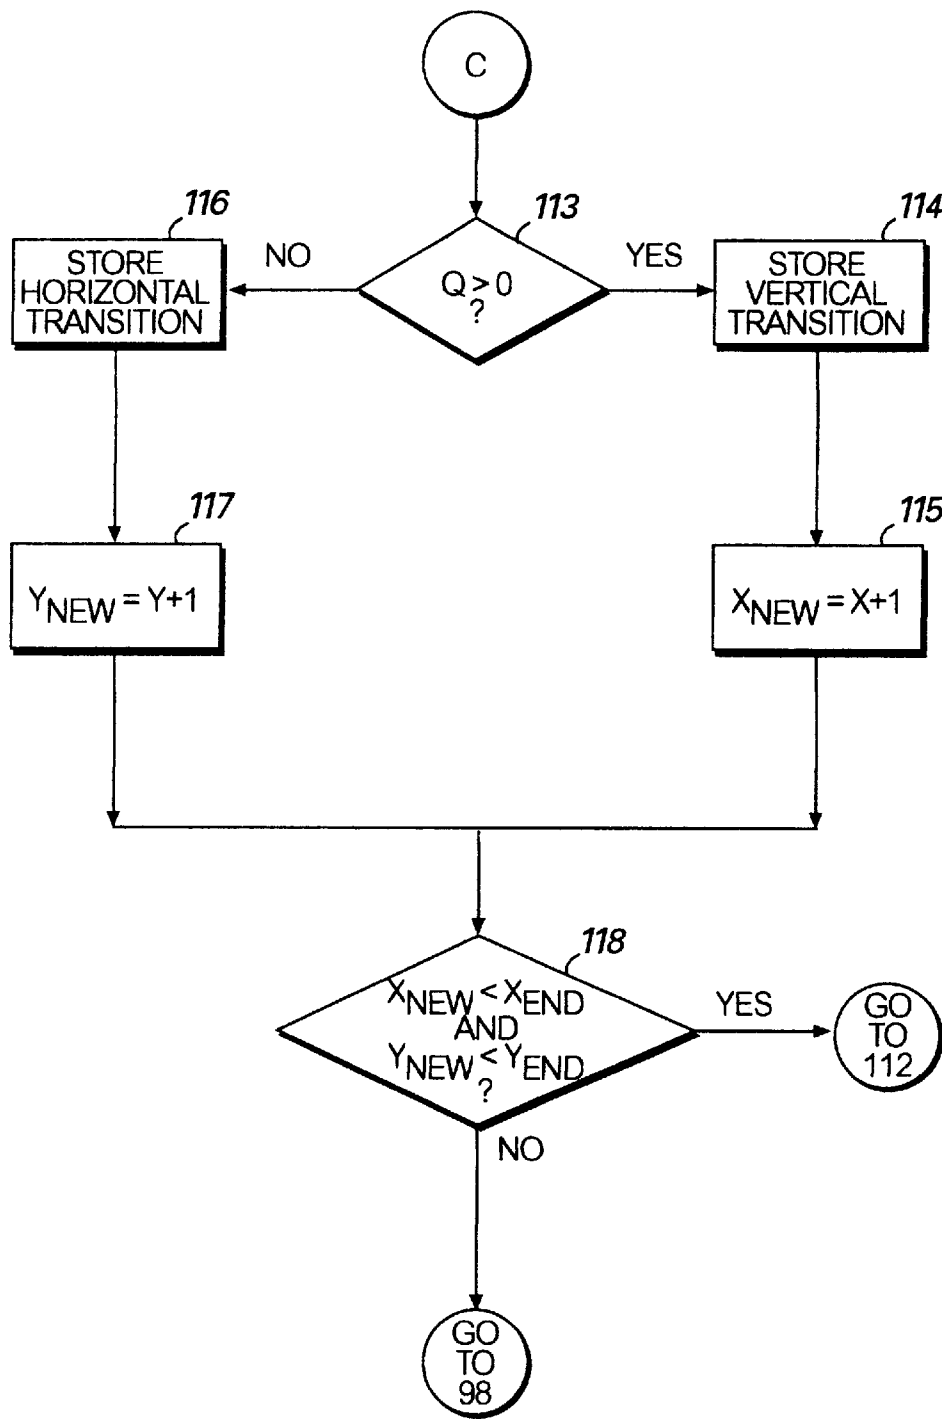 C
116
113
114
STORE
HORIZONTAL
TRANSITION
NO
Q > 0
?
YES
STORE
VERTICAL
TRANSITION
117
115
YNEW = Y+1
XNEW = X+1
118
XNEW < XEND
AND
YNEW < YEND
?
YES
GO
TO
112
NO
GO
TO
98